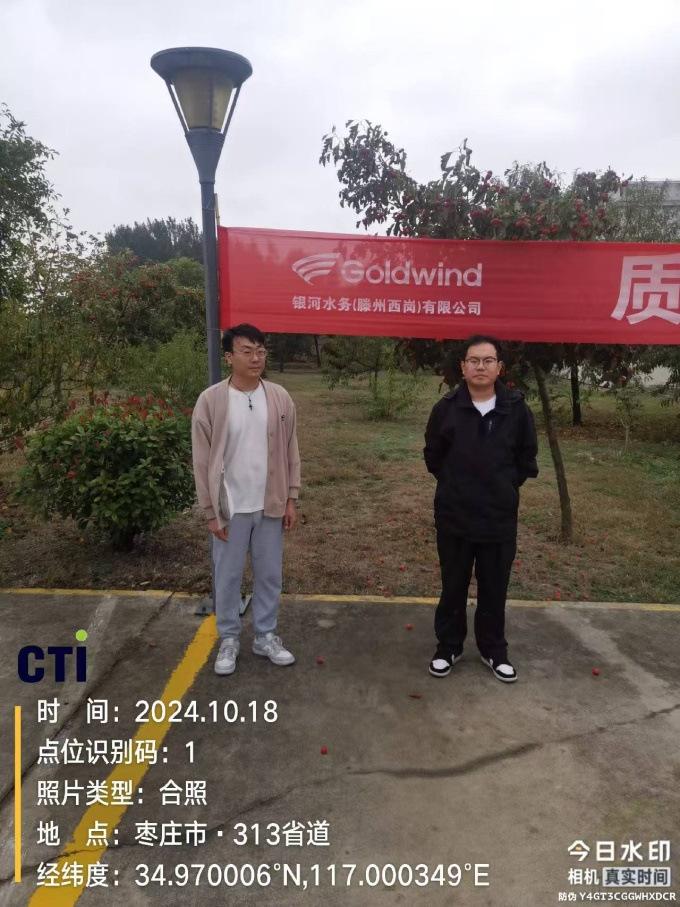 Goldwind
银河水务(滕州西岗)有限公司
质
CTI
时 间：2024.10.18
点位识别码：1
照片类型：合照
地 点：枣庄市·313省道
经纬度：34.970006°N,117.000349°E
今日水印
相机 真实时间
防伪 Y4GT3CGGWHXDCR